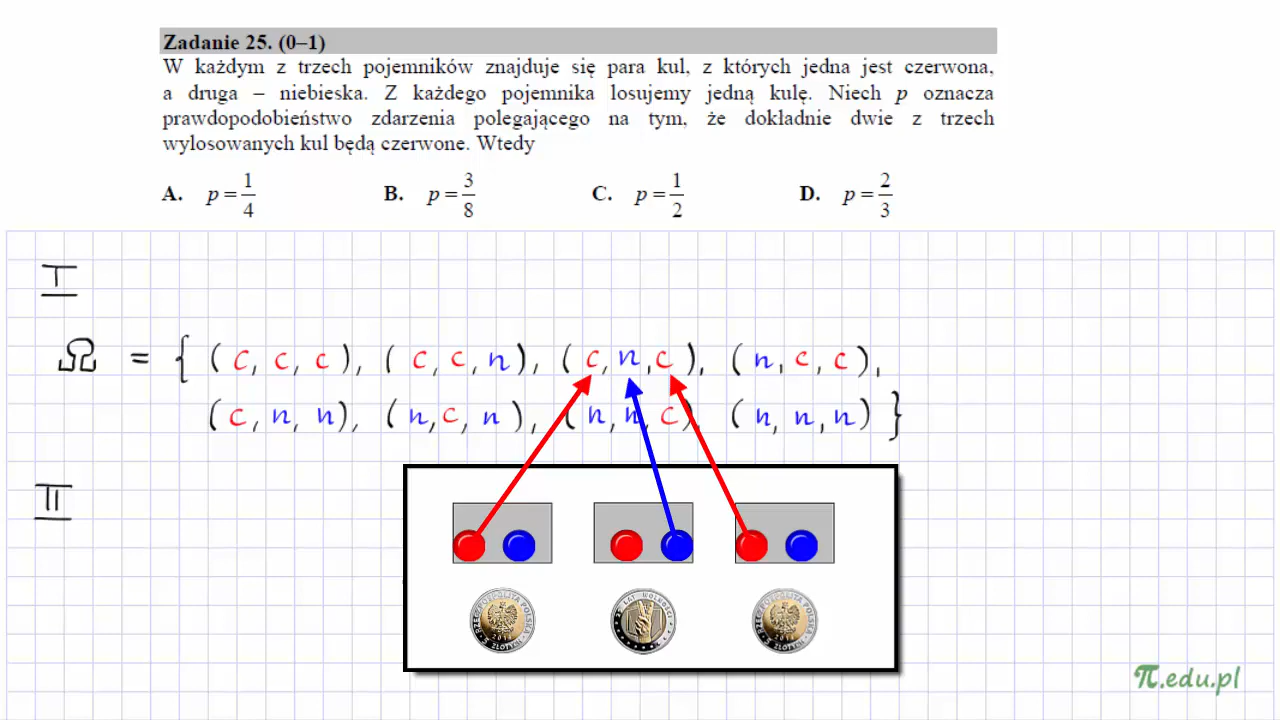 Zadanie 25. (0–1)
W każdym z trzech pojemników znajduje się para kul, z których jedna jest czerwona,
a druga – niebieska. Z każdego pojemnika losujemy jedną kulę. Niech p oznacza
prawdopodobieństwo zdarzenia polegającego na tym, że dokładnie dwie z trzech
wylosowanych kul będą czerwone. Wtedy
A. p = 1/4 B. p = 3/8 C. p = 1/2 D. p = 2/3
I
Ω = { (c, c, c), (c, c, n), (c, n, c), (n, c, c),
(c, n, n), (n, c, n), (n, n, c), (n, n, n) }
II
π.edu.pl